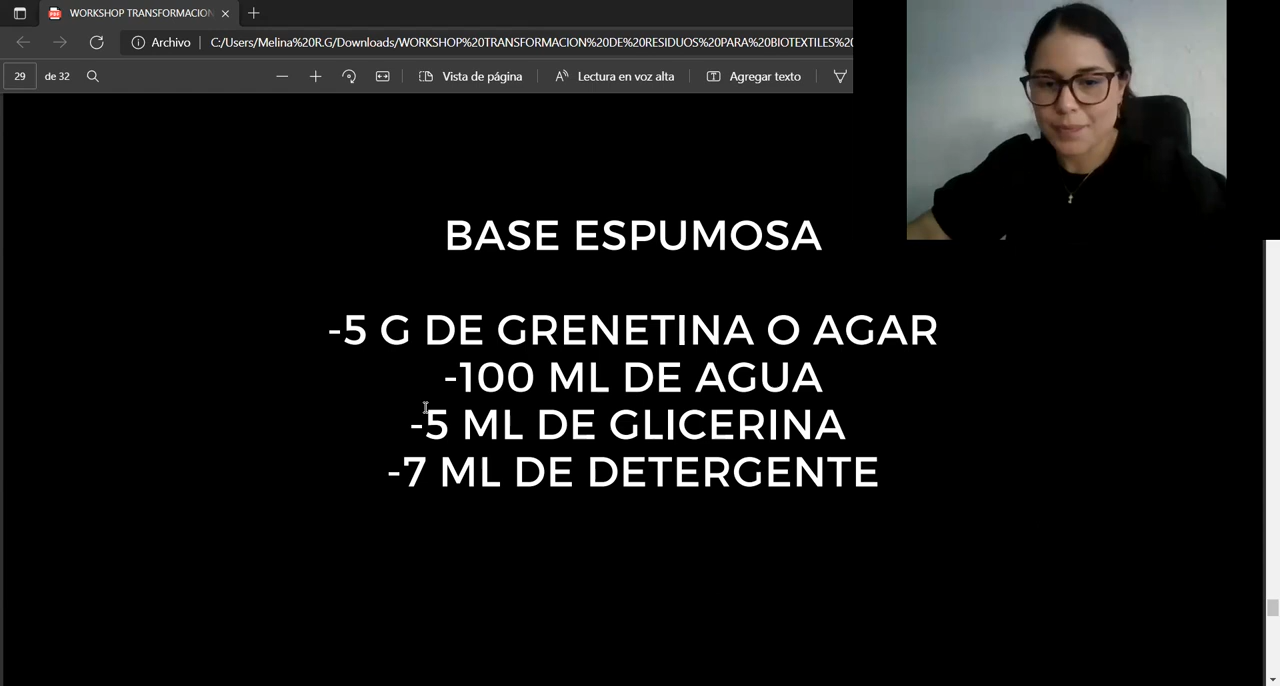 WORKSHOP TRANSFORMACION
Archivo
C:/Users/Melina%20R.G/Downloads/WORKSHOP%20TRANSFORMACION%20DE%20RESIDUOS%20PARA%20BIOTEXTILES%20
29 de 32
Vista de página
Lectura en voz alta
Agregar texto
BASE ESPUMOSA
-5 G DE GRENETINA O AGAR
-100 ML DE AGUA
-5 ML DE GLICERINA
-7 ML DE DETERGENTE